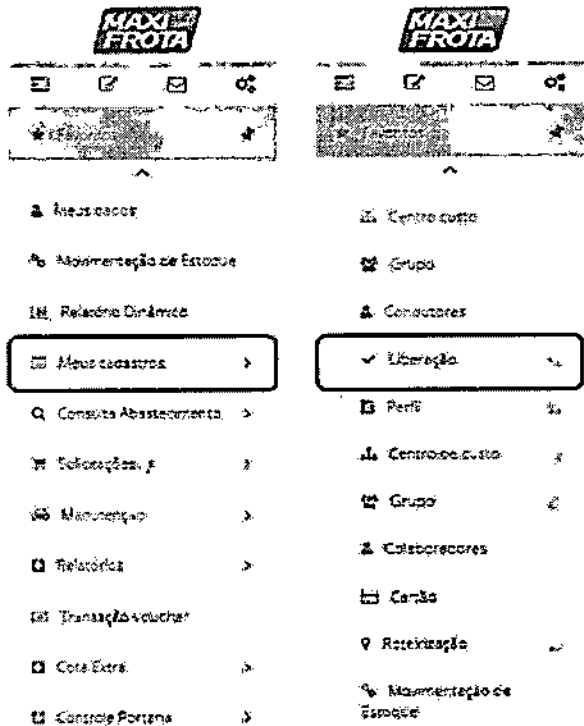 MAXI
FROTA
Meus dados
Movimentação de Estoque
Relatório Dinâmico
Meus cadastros
Consulta Abastecimento
Manutenção
Relatórios
Transação voucher
Cota Extra
Controle Portaria
MAXI
FROTA
Favoritos
Centro custo
Grupo
Condutores
Liberação
Perfil
Centro de custo
Grupo
Colaboradores
Cartão
Roteirização
Movimentação de
Estoque